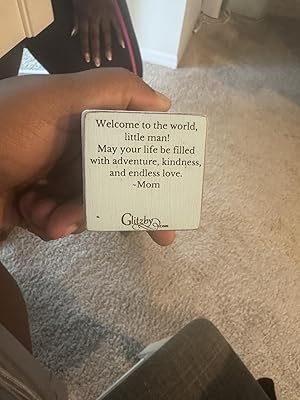 Welcome to the world,
little man!
May your life be filled
with adventure, kindness,
and endless love.
~Mom
Glitzby.com